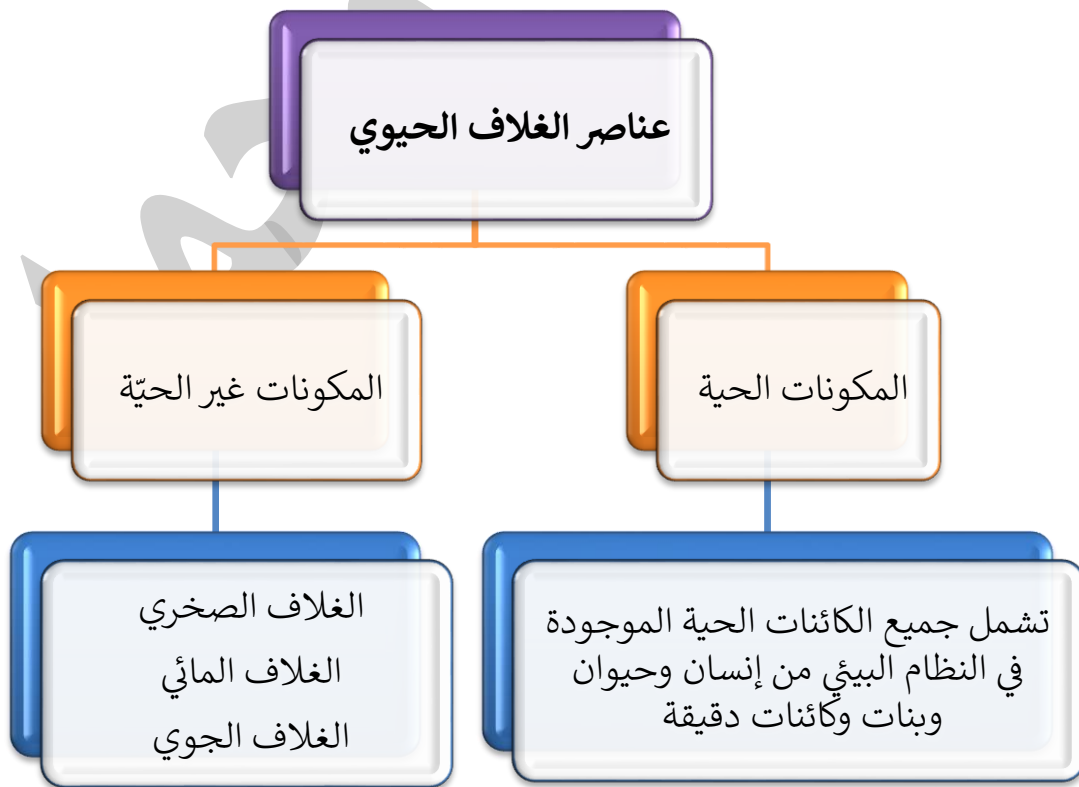 عناصر الغلاف الحيوي
المكونات الحية
المكونات غير الحيّة
تشمل جميع الكائنات الحية الموجودة
في النظام البيئي من إنسان وحيوان
وبنات وكائنات دقيقة
الغلاف الصخري
الغلاف المائي
الغلاف الجوي